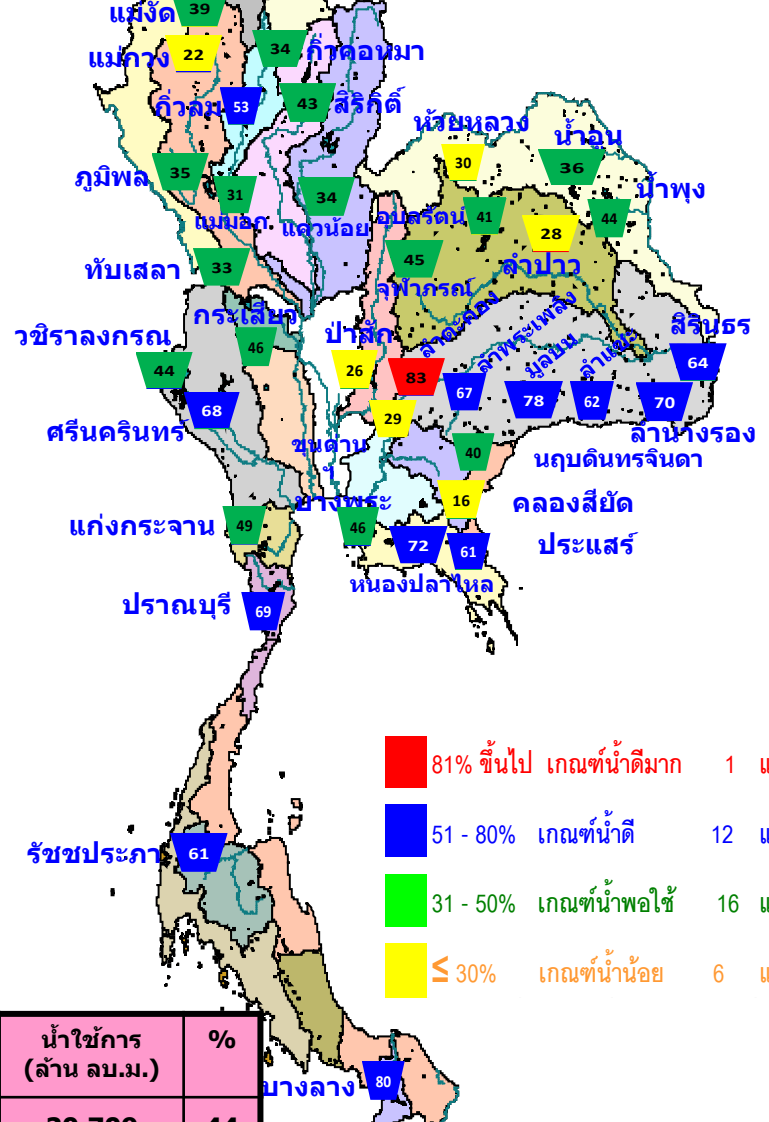 แม่งัด 39
แม่กวง 22
34 กิ่วคอหมา
กิ่วลม 53
43 สิริกิติ์
ห้วยหลวง
น้ำอูน
30
36
ภูมิพล 35
31
34
น้ำพุง
แม่มอก
แควน้อย
อุบลรัตน์ 41
44
28
ลำปาว
ทับเสลา 33
45
จุฬาภรณ์
กระเสียว
46
วชิราลงกรณ
44
ป่าสัก
26
ลำตะคอง
83
ลำพระเพลิง
67
มูลบน
78
ลำแชะ
62
สิรินธร
64
68
ศรีนครินทร์
29
70
ลำนางรอง
ขุนด่าน
ฯ
40
นฤบดินทรจินดา
บางพระ
46
16
คลองสียัด
แก่งกระจาน 49
72
61
ประแสร์
หนองปลาไหล
ปราณบุรี 69
81% ขึ้นไป เกณฑ์น้ำดีมาก 1
51 - 80% เกณฑ์น้ำดี 12
รัชชประภา 61
31 - 50% เกณฑ์น้ำพอใช้ 16
≤ 30% เกณฑ์น้ำน้อย 6
น้ำใช้การ %
(ล้าน ลบ.ม.)
บางลาง 80